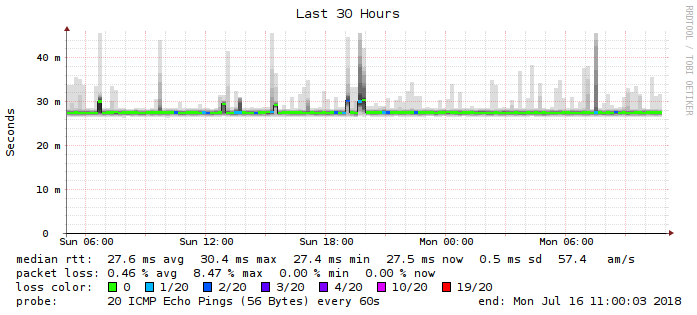 Last 30 Hours
RRDTOOL / TOBI OETIKER
Seconds
40 m
30 m
20 m
10 m
0
Sun 06:00 Sun 12:00 Sun 18:00 Mon 00:00 Mon 06:00
median rtt: 27.6 ms avg 30.4 ms max 27.4 ms min 27.5 ms now 0.5 ms sd 57.4 am/s
packet loss: 0.46 % avg 8.47 % max 0.00 % min 0.00 % now
loss color: 0 1/20 2/20 3/20 4/20 10/20 19/20
probe: 20 ICMP Echo Pings (56 Bytes) every 60s end: Mon Jul 16 11:00:03 2018